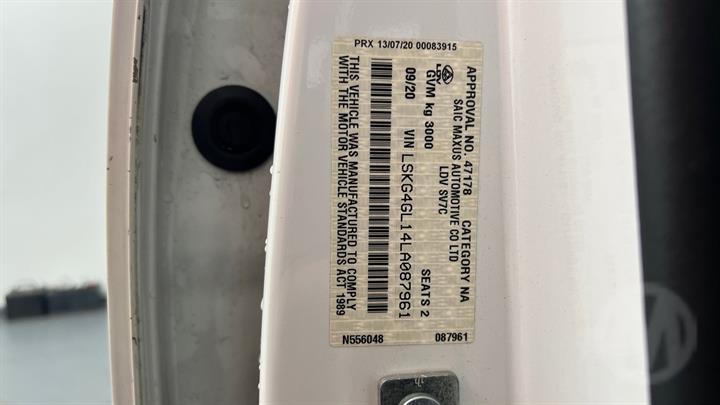 PRX 13/07/20 00083915
APPROVAL NO. 47178 CATEGORY NA
SAIC MAXUS AUTOMOTIVE CO LTD
LDV SV7C
LDV
GVM kg 3000 SEATS 2
09/20 VIN LSKG4GL14LA087961
THIS VEHICLE WAS MANUFACTURED TO COMPLY
WITH THE MOTOR VEHICLE STANDARDS ACT 1989
N556048 087961